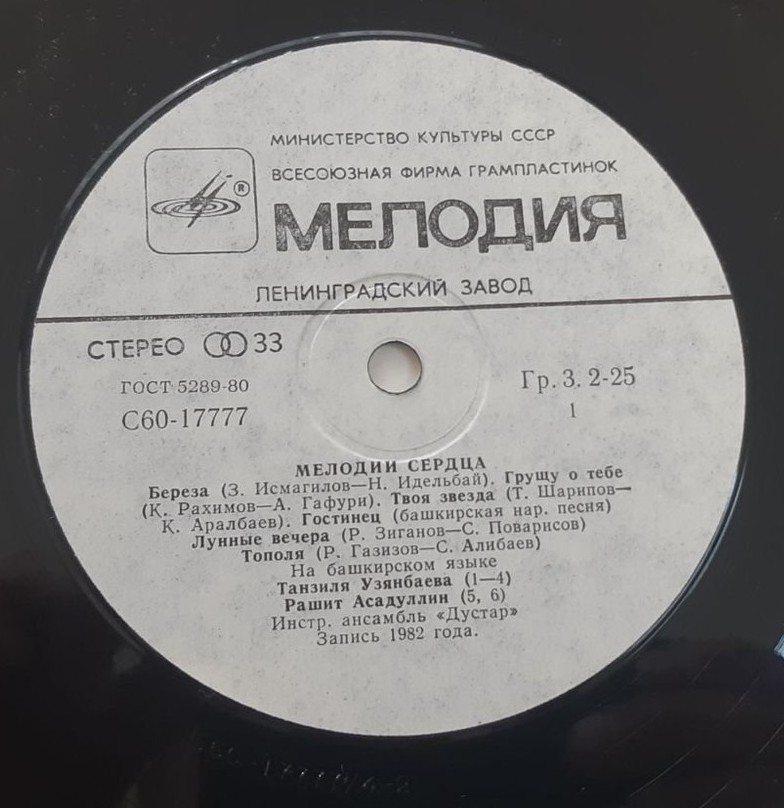 МИНИСТЕРСТВО КУЛЬТУРЫ СССР
ВСЕСОЮЗНАЯ ФИРМА ГРАМПЛАСТИНОК
®
МЕЛОДИЯ
ЛЕНИНГРАДСКИЙ ЗАВОД
СТЕРЕО 33
ГОСТ 5289-80
С60-17777
Гр. 3. 2-25
1
МЕЛОДИИ СЕРДЦА
Береза (З. Исмагилов—Н. Идельбай). Грущу о тебе
(К. Рахимов—А. Гафури). Твоя звезда (Т. Шарипов—
К. Аралбаев). Гостинец (башкирская нар. песня)
Лунные вечера (Р. Зиганов—С. Поварисов)
Тополя (Р. Газизов—С. Алибаев)
На башкирском языке
Танзиля Узянбаева (1—4)
Рашит Асадуллин (5, 6)
Инстр. ансамбль «Дустар»
Запись 1982 года.